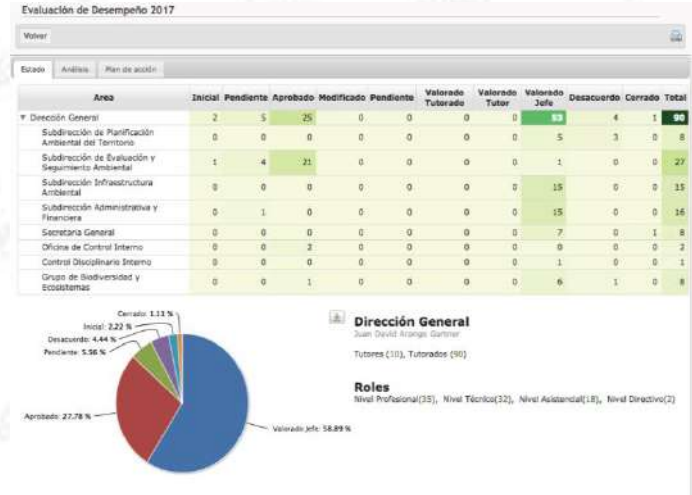 Evaluación de Desempeño 2017
Volver
Estado Análisis Plan de acción
Area Inicial Pendiente Aprobado Modificado Pendiente Valorado Tutorado Valorado Tutor Valorado Jefe Desacuerdo Cerrado Total
Dirección General 2 5 25 0 0 0 0 53 4 1 90
Subdirección de Planificación Ambiental del Territorio 0 0 0 0 0 0 0 5 3 0 8
Subdirección de Evaluación y Seguimiento Ambiental 1 4 21 0 0 0 0 1 0 0 27
Subdirección Infraestructura Ambiental 0 0 0 0 0 0 0 15 0 0 15
Subdirección Administrativa y Financiera 0 1 0 0 0 0 0 15 0 0 16
Secretaria General 0 0 0 0 0 0 0 7 0 1 8
Oficina de Control Interno 0 0 2 0 0 0 0 0 0 0 2
Control Disciplinario Interno 0 0 0 0 0 0 0 1 0 0 1
Grupo de Biodiversidad y Ecosistemas 0 0 1 0 0 0 0 6 1 0 8
Cerrado: 1.11 %
Inicial: 2.22 %
Desacuerdo: 4.44 %
Pendiente: 5.56 %
Aprobado: 27.78 %
Valorado Jefe: 58.89 %
Dirección General
Juan David Arango Gartner
Tutores (10), Tutorados (90)
Roles
Nivel Profesional(35), Nivel Técnico(32), Nivel Asistencial(18), Nivel Directivo(2)